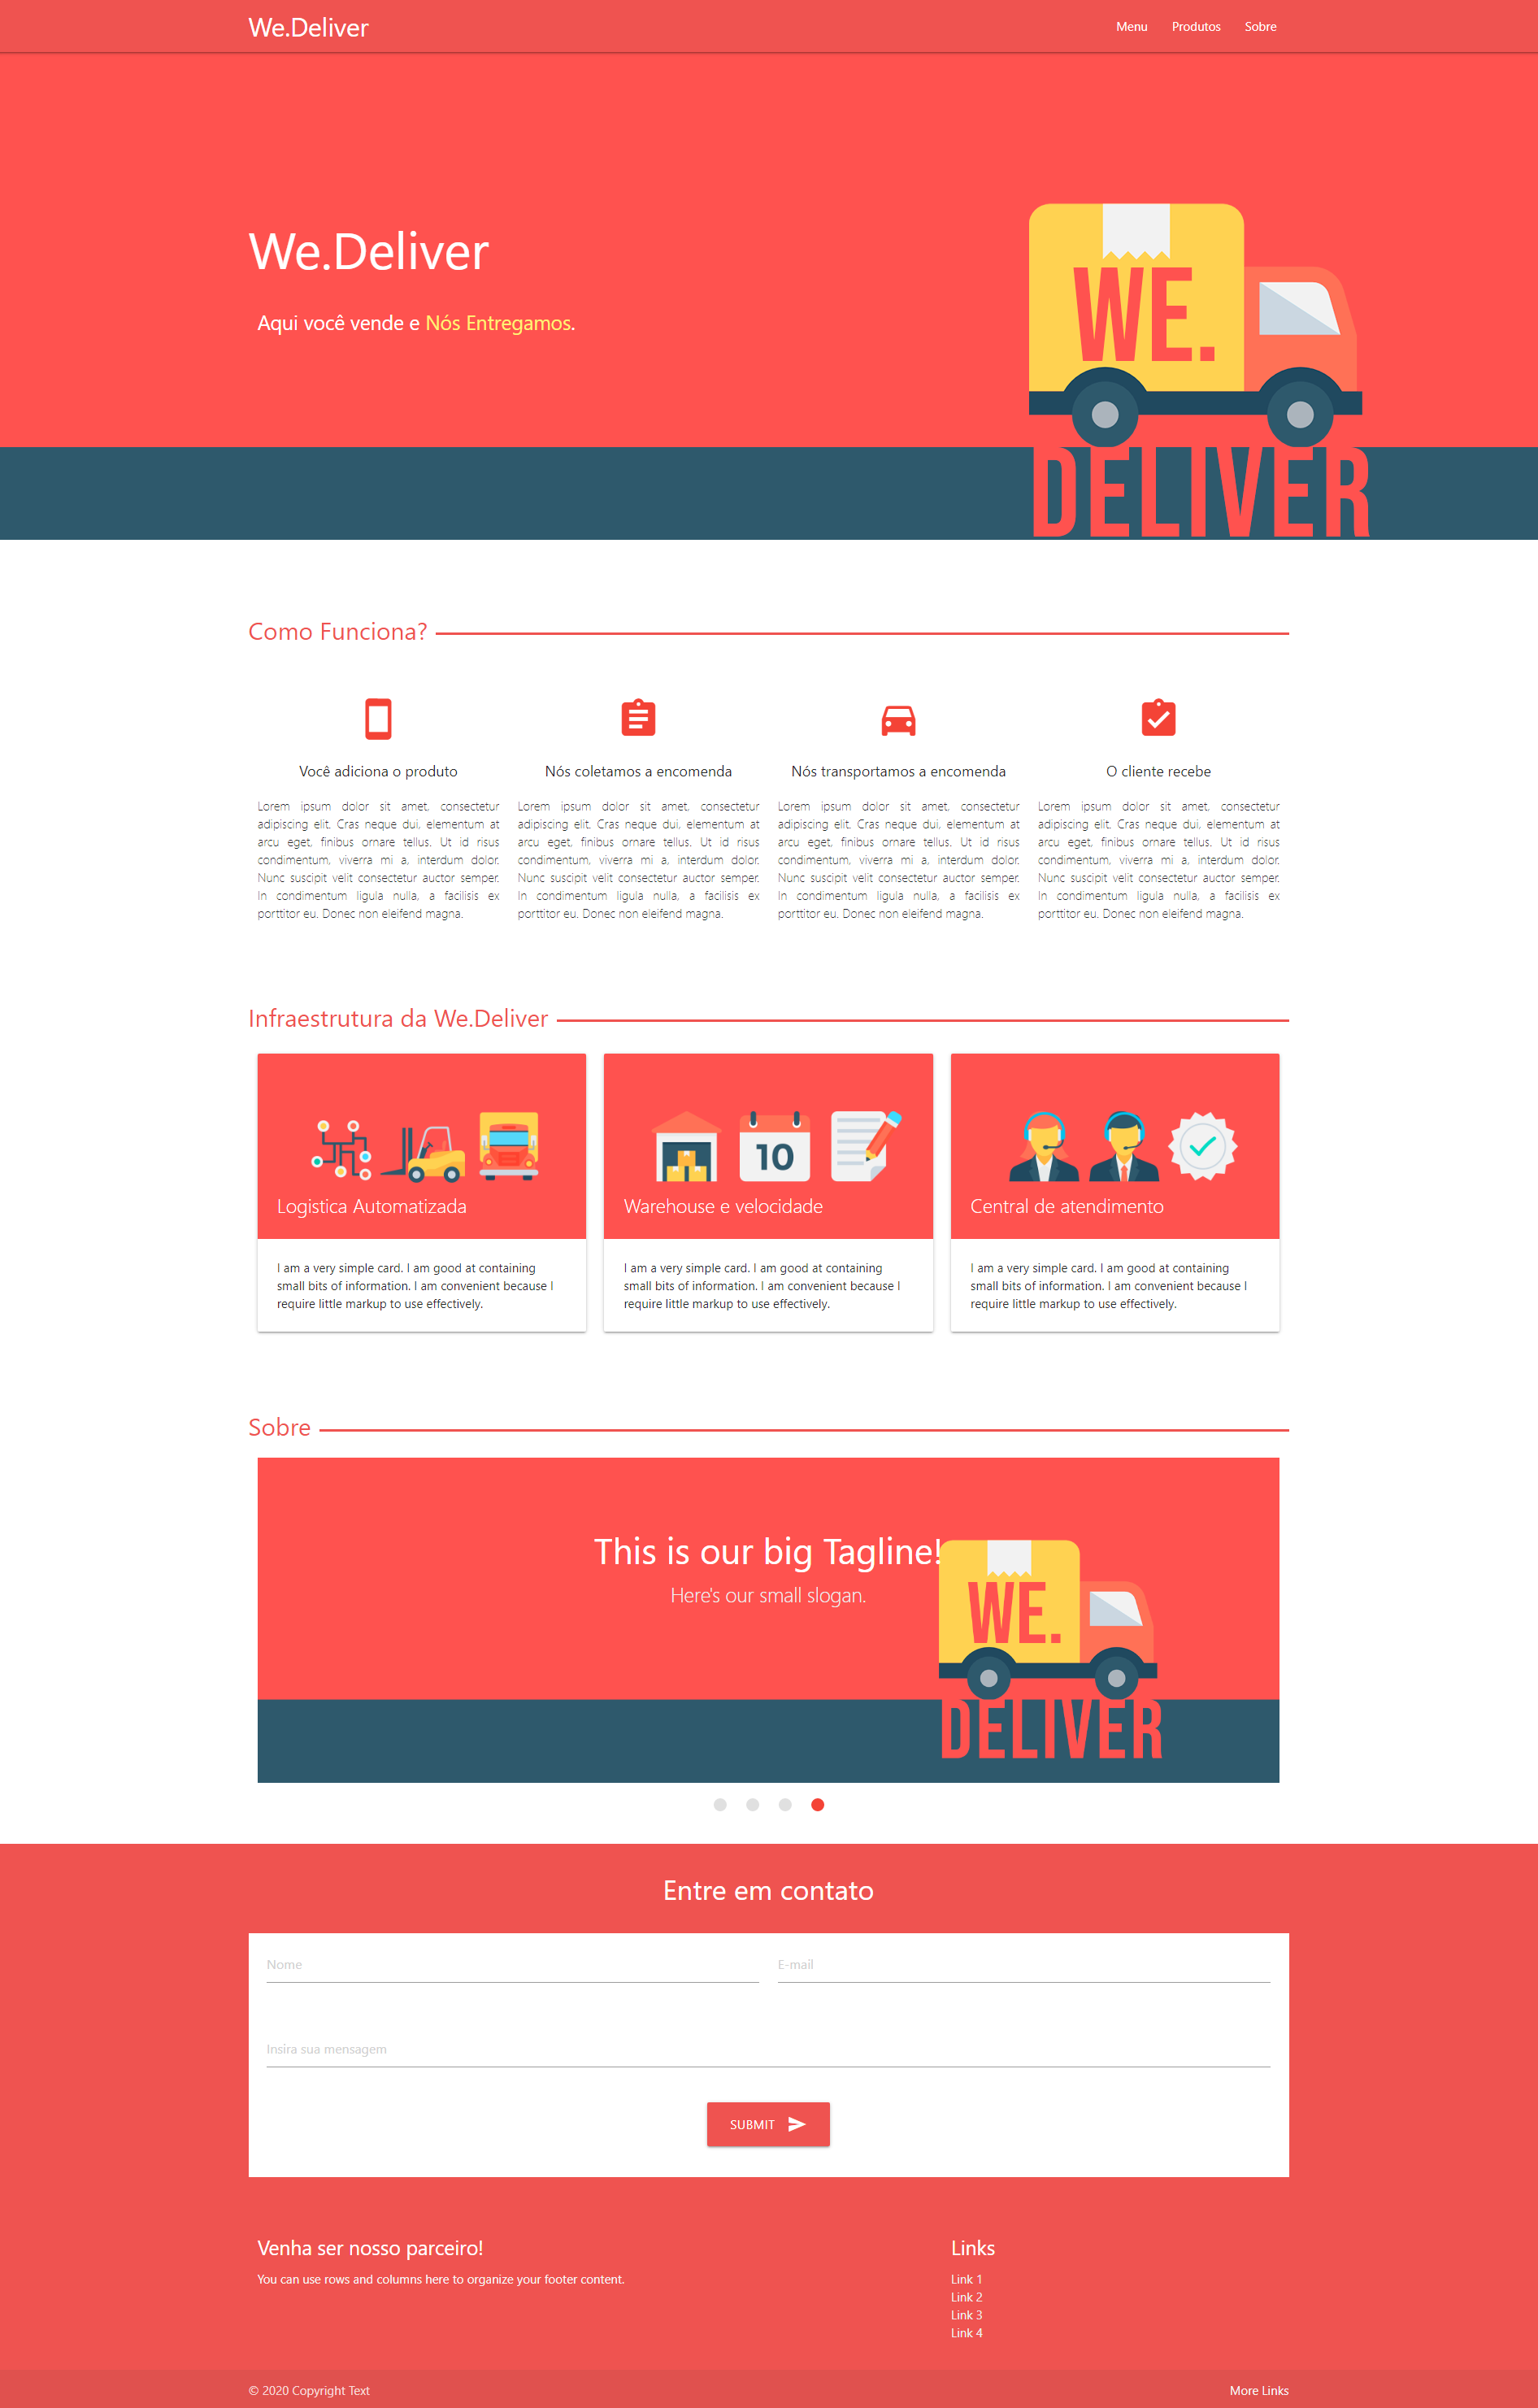 We.Deliver
Menu Produtos Sobre
We.Deliver
Aqui você vende e Nós Entregamos.
WE.
DELIVER
Como Funciona?
Você adiciona o produto
Lorem ipsum dolor sit amet, consectetur
adipiscing elit. Cras neque dui, elementum at
arcu eget, finibus ornare tellus. Ut id risus
condimentum, viverra mi a, interdum dolor.
Nunc suscipit velit consectetur auctor semper.
In condimentum ligula nulla, a facilisis ex
porttitor eu. Donec non eleifend magna.
Nós coletamos a encomenda
Lorem ipsum dolor sit amet, consectetur
adipiscing elit. Cras neque dui, elementum at
arcu eget, finibus ornare tellus. Ut id risus
condimentum, viverra mi a, interdum dolor.
Nunc suscipit velit consectetur auctor semper.
In condimentum ligula nulla, a facilisis ex
porttitor eu. Donec non eleifend magna.
Nós transportamos a encomenda
Lorem ipsum dolor sit amet, consectetur
adipiscing elit. Cras neque dui, elementum at
arcu eget, finibus ornare tellus. Ut id risus
condimentum, viverra mi a, interdum dolor.
Nunc suscipit velit consectetur auctor semper.
In condimentum ligula nulla, a facilisis ex
porttitor eu. Donec non eleifend magna.
O cliente recebe
Lorem ipsum dolor sit amet, consectetur
adipiscing elit. Cras neque dui, elementum at
arcu eget, finibus ornare tellus. Ut id risus
condimentum, viverra mi a, interdum dolor.
Nunc suscipit velit consectetur auctor semper.
In condimentum ligula nulla, a facilisis ex
porttitor eu. Donec non eleifend magna.
Infraestrutura da We.Deliver
Logistica Automatizada
I am a very simple card. I am good at containing
small bits of information. I am convenient because I
require little markup to use effectively.
10
Warehouse e velocidade
I am a very simple card. I am good at containing
small bits of information. I am convenient because I
require little markup to use effectively.
Central de atendimento
I am a very simple card. I am good at containing
small bits of information. I am convenient because I
require little markup to use effectively.
Sobre
This is our big Tagline!
Here's our small slogan.
WE.
DELIVER
Entre em contato
Nome
E-mail
Insira sua mensagem
SUBMIT
Venha ser nosso parceiro!
You can use rows and columns here to organize your footer content.
Links
Link 1
Link 2
Link 3
Link 4
© 2020 Copyright Text
More Links